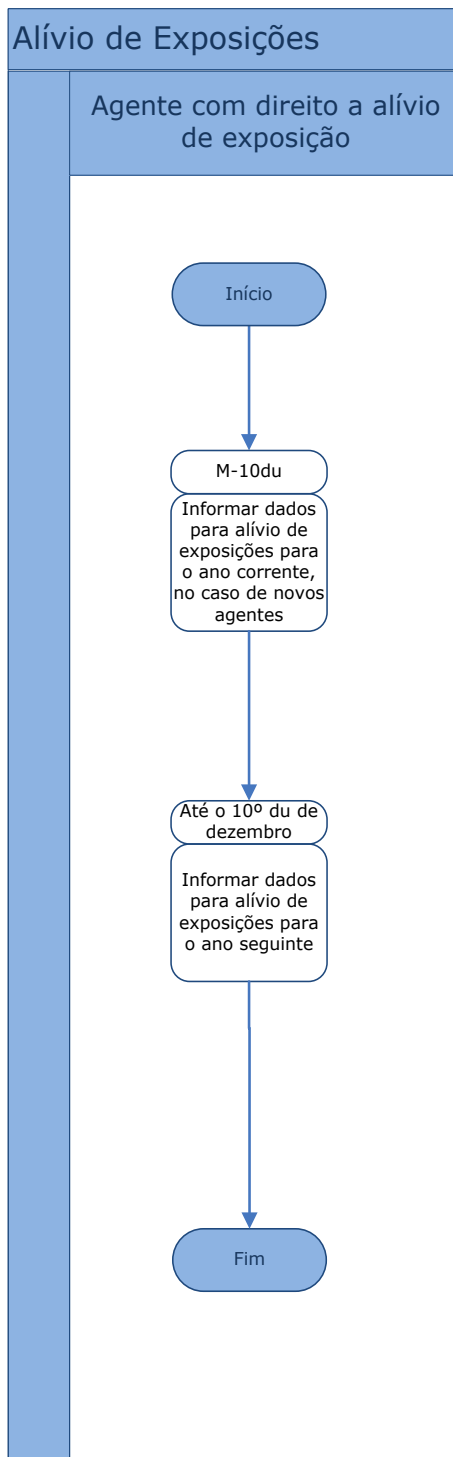 Alívio de Exposições
Agente com direito a alívio
de exposição
Início
M-10du
Informar dados
para alívio de
exposições para
o ano corrente,
no caso de novos
agentes
Até o 10º du de
dezembro
Informar dados
para alívio de
exposições para
o ano seguinte
Fim